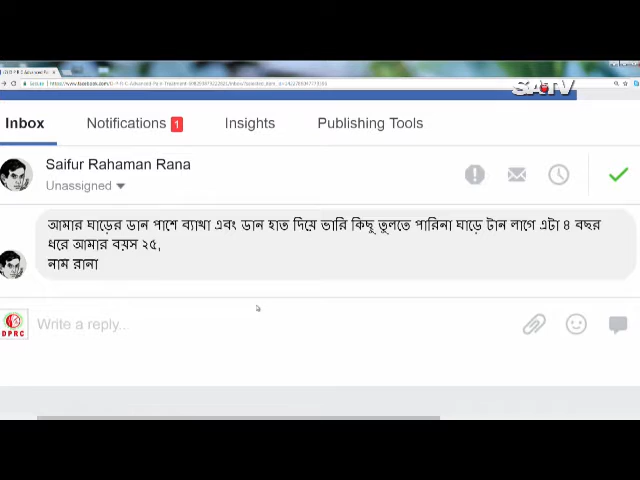 SATV
Inbox
Notifications 1
Insights
Publishing Tools
Saifur Rahaman Rana
Unassigned
আমার ঘাড়ের ডান পাশে ব্যাথা এবং ডান হাত দিয়ে ভারি কিছু তুলতে পারিনা ঘাড়ে টান লাগে এটা ৪ বছর
ধরে আমার বয়স ২৫,
নাম রানা
DPRC
Write a reply...